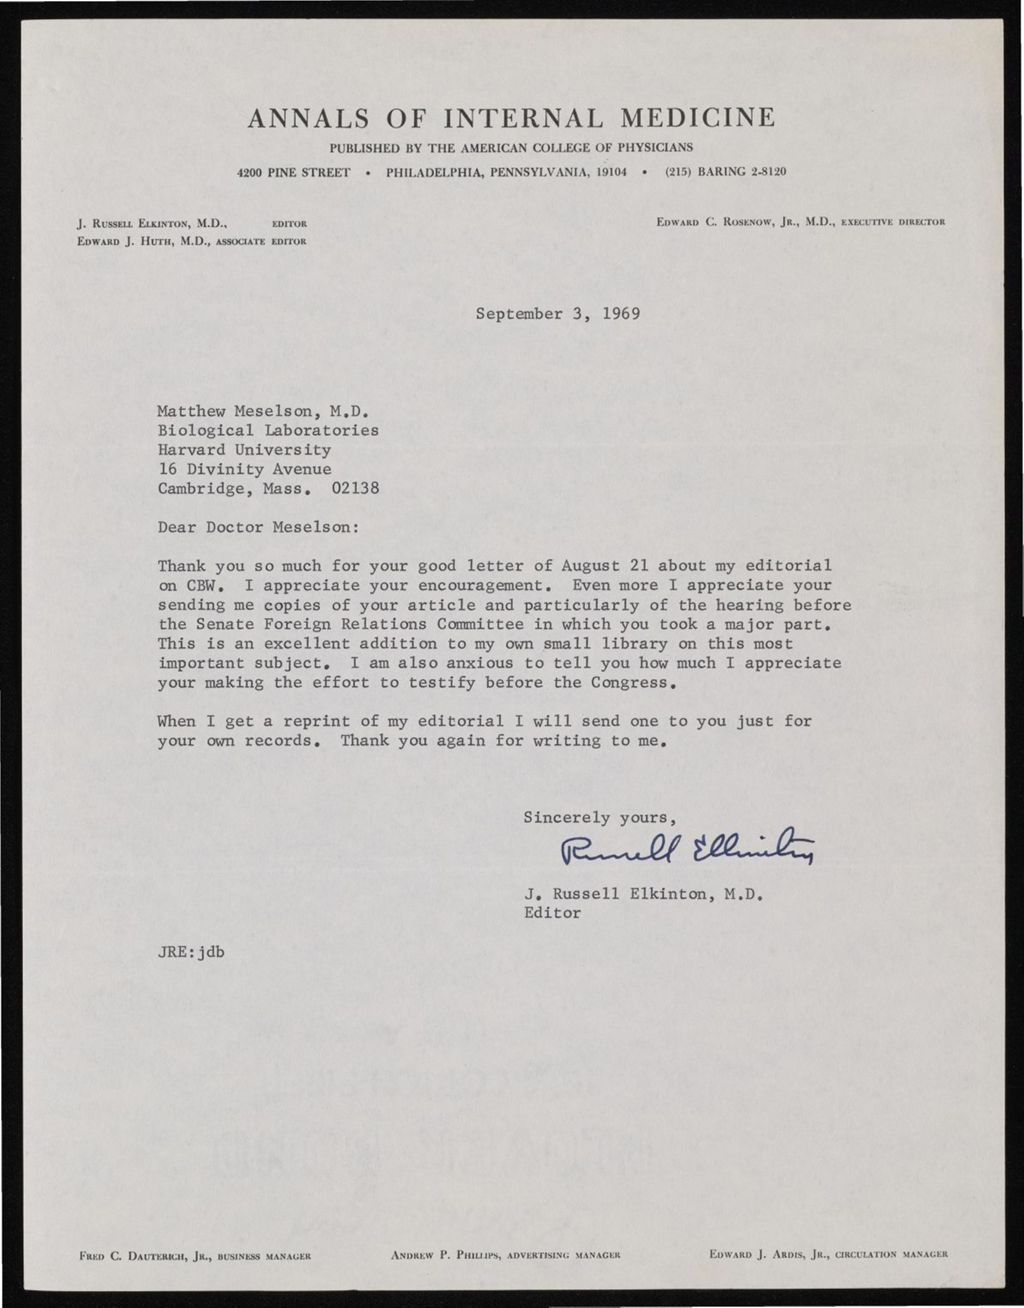 ANNALS OF INTERNAL MEDICINE
PUBLISHED BY THE AMERICAN COLLEGE OF PHYSICIANS
4200 PINE STREET • PHILADELPHIA, PENNSYLVANIA, 19104 • (215) BARING 2-8120
J. RUSSELL ELKINTON, M.D., EDITOR
EDWARD J. HUTH, M.D., ASSOCIATE EDITOR
EDWARD C. ROSENOW, JR., M.D., EXECUTIVE DIRECTOR
September 3, 1969
Matthew Meselson, M.D.
Biological Laboratories
Harvard University
16 Divinity Avenue
Cambridge, Mass. 02138
Dear Doctor Meselson:
Thank you so much for your good letter of August 21 about my editorial
on CBW. I appreciate your encouragement. Even more I appreciate your
sending me copies of your article and particularly of the hearing before
the Senate Foreign Relations Committee in which you took a major part.
This is an excellent addition to my own small library on this most
important subject. I am also anxious to tell you how much I appreciate
your making the effort to testify before the Congress.
When I get a reprint of my editorial I will send one to you just for
your own records. Thank you again for writing to me.
Sincerely yours,
Russell Elkinton
J. Russell Elkinton, M.D.
Editor
JRE:jdb
FRED C. DAUTERICH, JR., BUSINESS MANAGER
ANDREW P. PHILLIPS, ADVERTISING MANAGER
EDWARD J. ARDIS, JR., CIRCULATION MANAGER